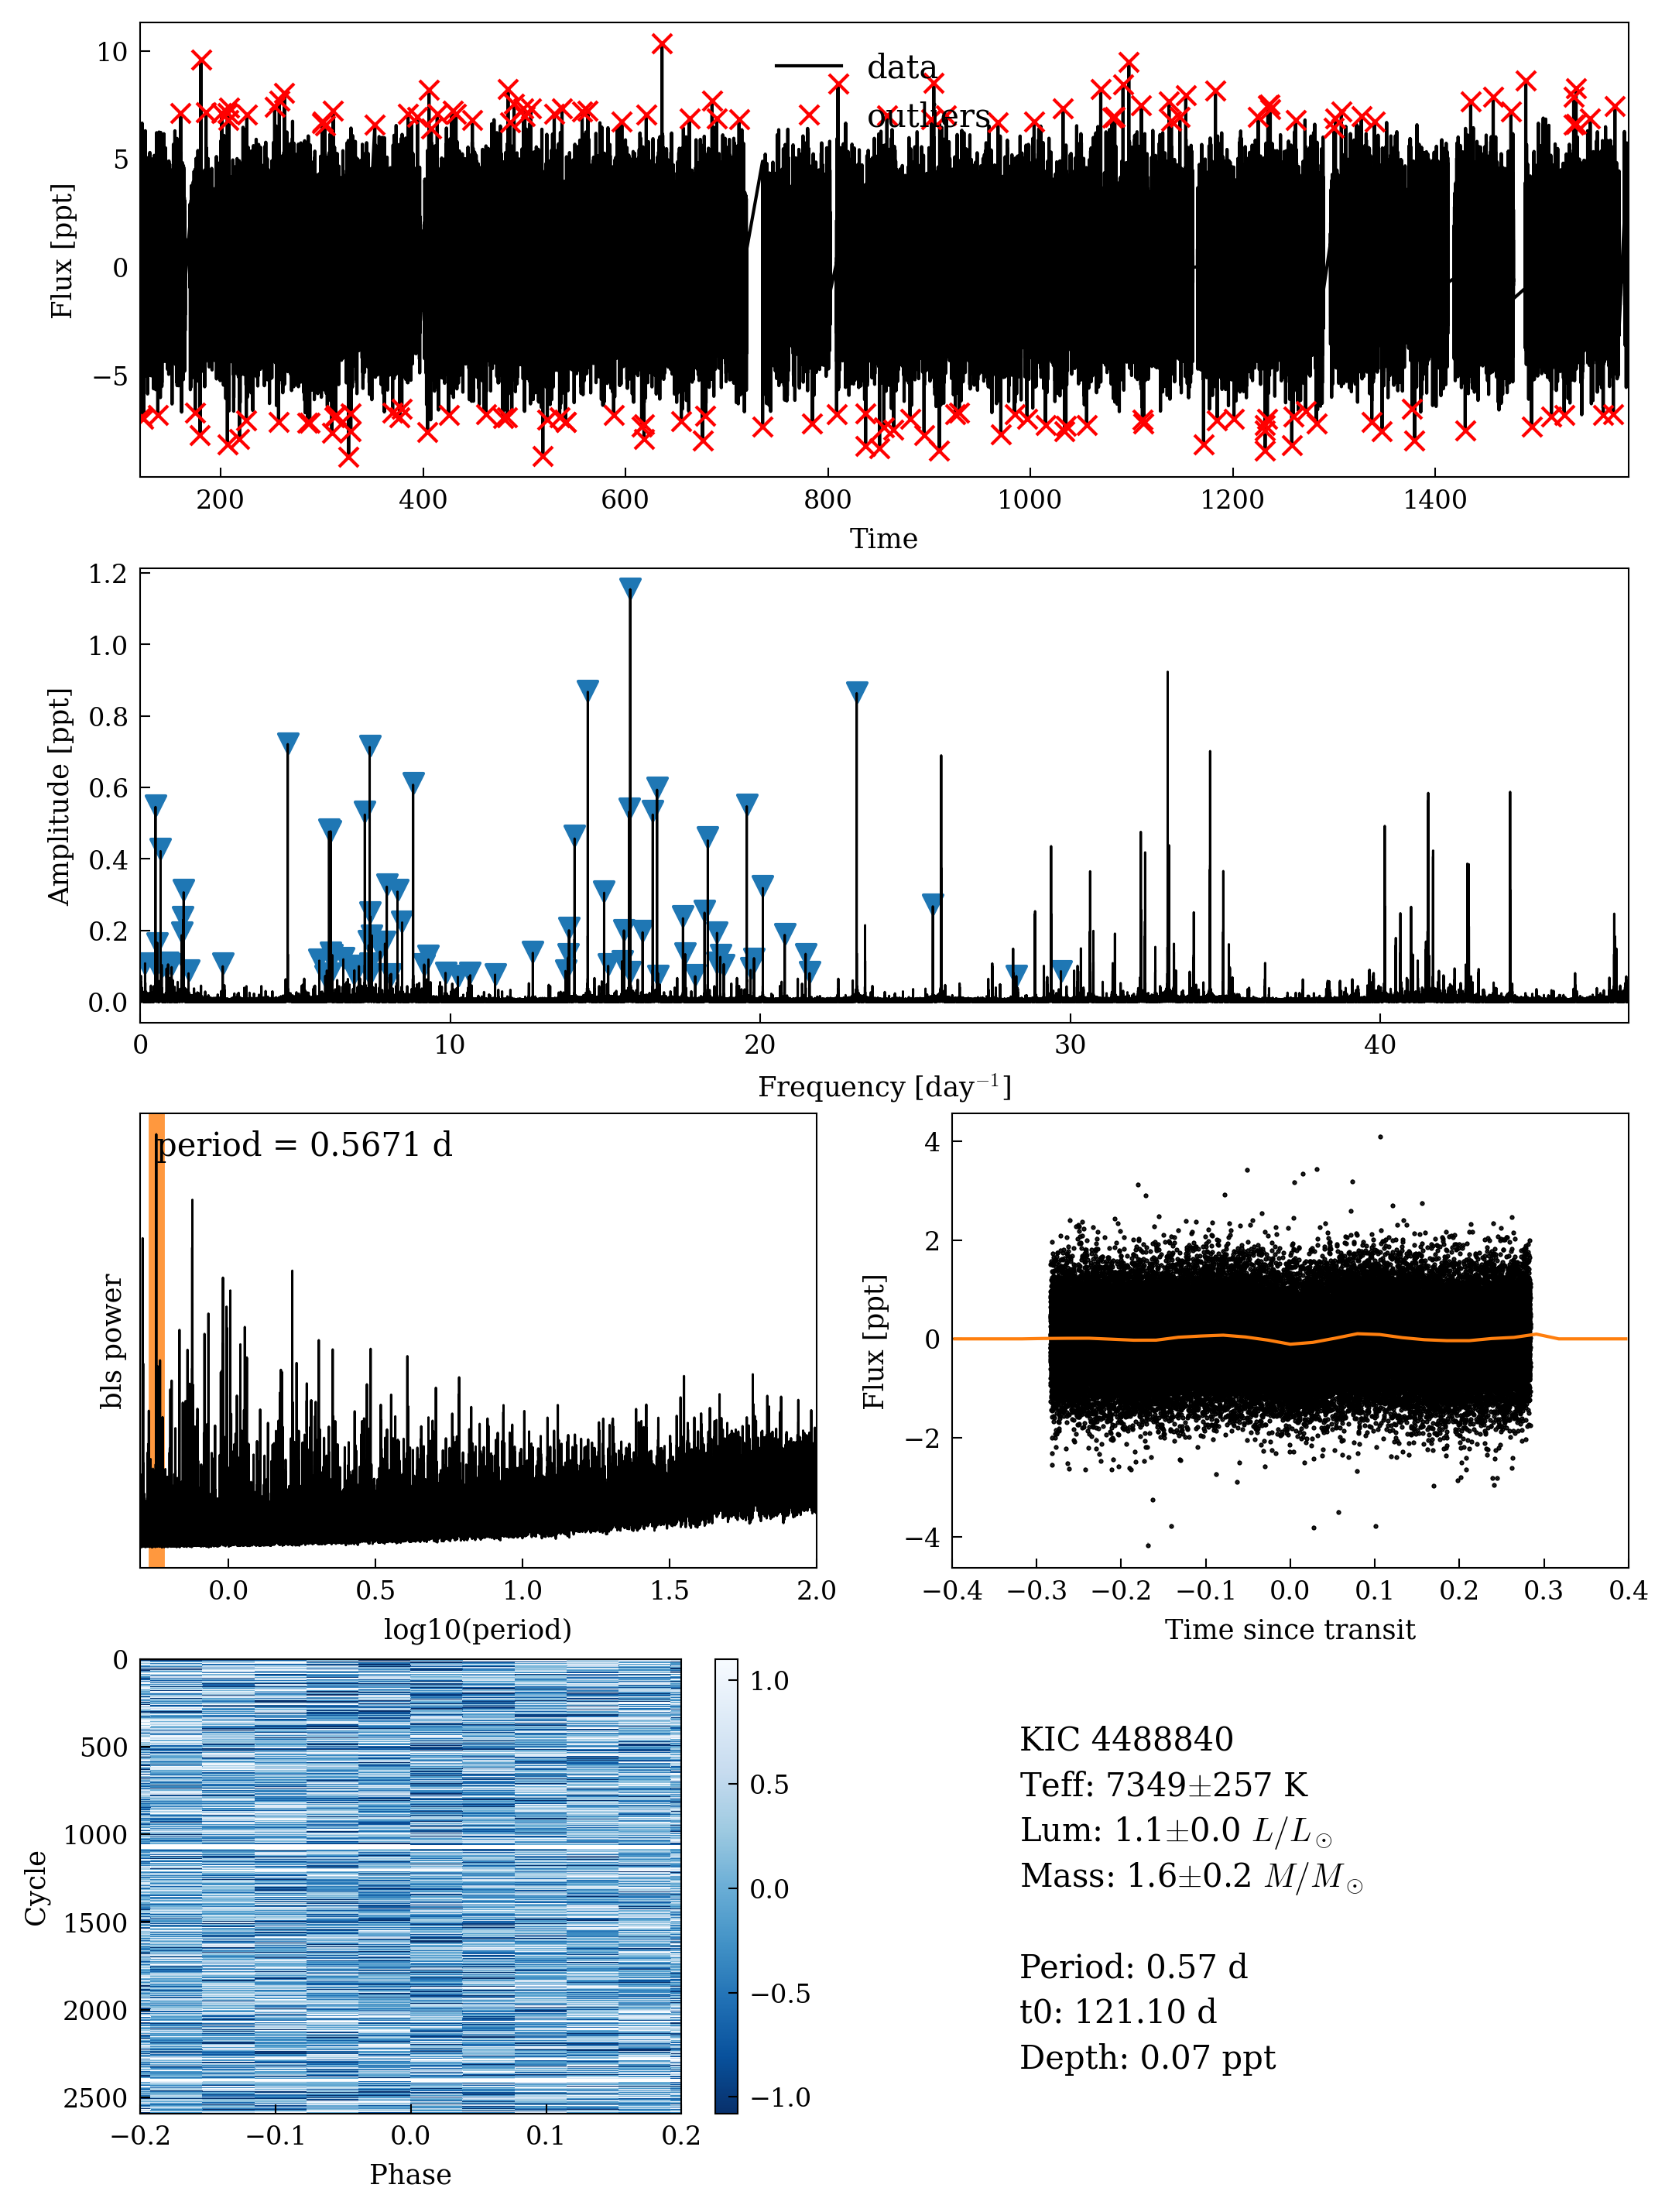 10
5
0
−5
Flux [ppt]
data
outliers
200 400 600 800 1000 1200 1400
Time
1.2
1.0
0.8
0.6
0.4
0.2
0.0
Amplitude [ppt]
0 10 20 30 40
Frequency [day⁻¹]
period = 0.5671 d
bls power
0.0 0.5 1.0 1.5 2.0
log10(period)
4
2
0
−2
−4
Flux [ppt]
−0.4 −0.3 −0.2 −0.1 0.0 0.1 0.2 0.3 0.4
Time since transit
0
500
1000
1500
2000
2500
Cycle
−0.2 −0.1 0.0 0.1 0.2
Phase
1.0
0.5
0.0
−0.5
−1.0
KIC 4488840
Teff: 7349±257 K
Lum: 1.1±0.0 L/L☉
Mass: 1.6±0.2 M/M☉
Period: 0.57 d
t0: 121.10 d
Depth: 0.07 ppt